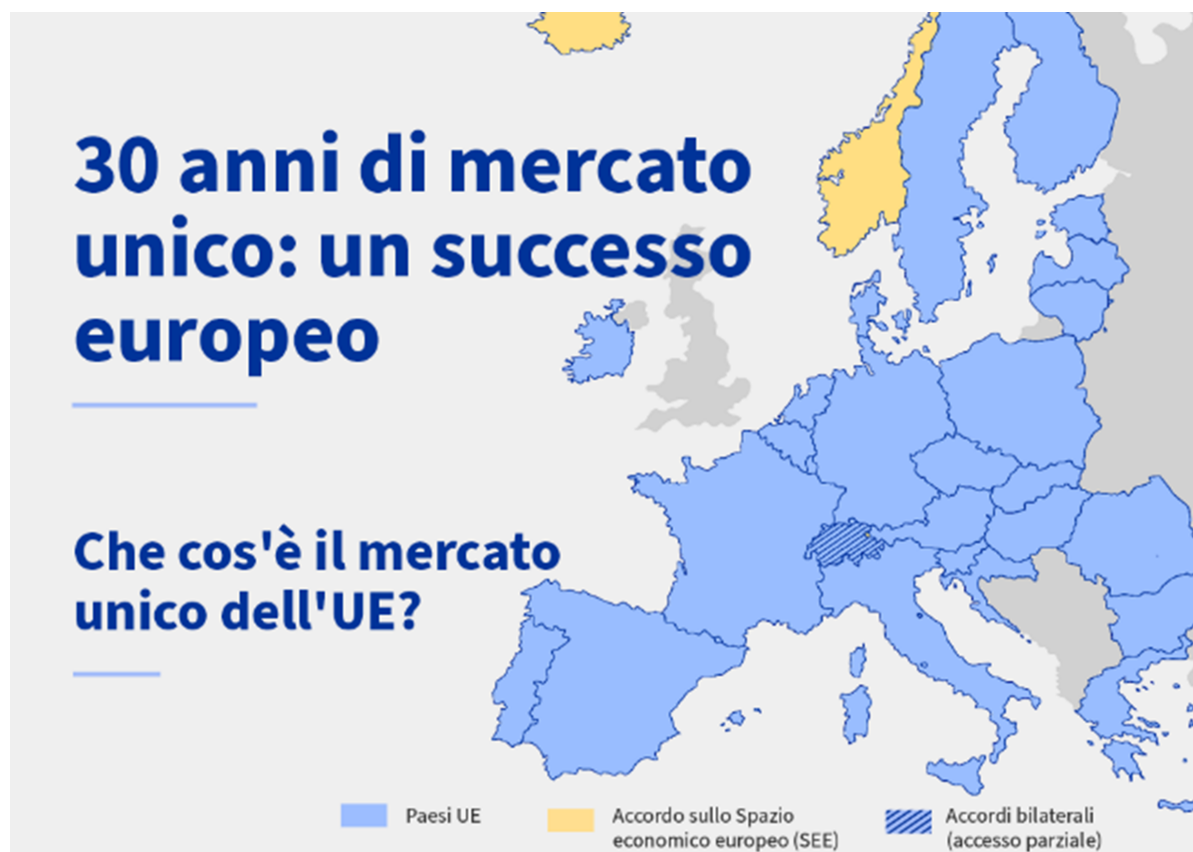 30 anni di mercato
unico: un successo
europeo
Che cos'è il mercato
unico dell'UE?
Paesi UE
Accordo sullo Spazio
economico europeo (SEE)
Accordi bilaterali
(accesso parziale)